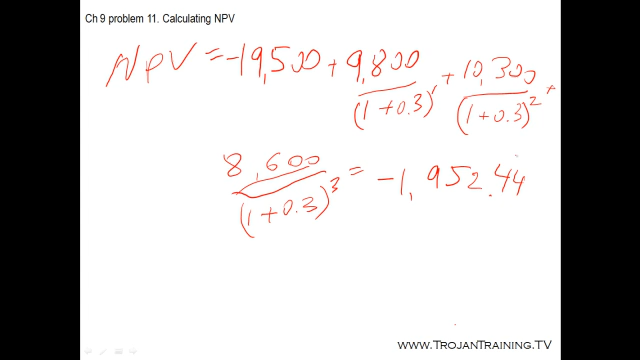 Ch 9 problem 11. Calculating NPV
NPV = -19,500 + 9,800/(1+0.3)^1 + 10,300/(1+0.3)^2 +
8,600/(1+0.3)^3 = -1,952.44
www.TrojanTraining.TV